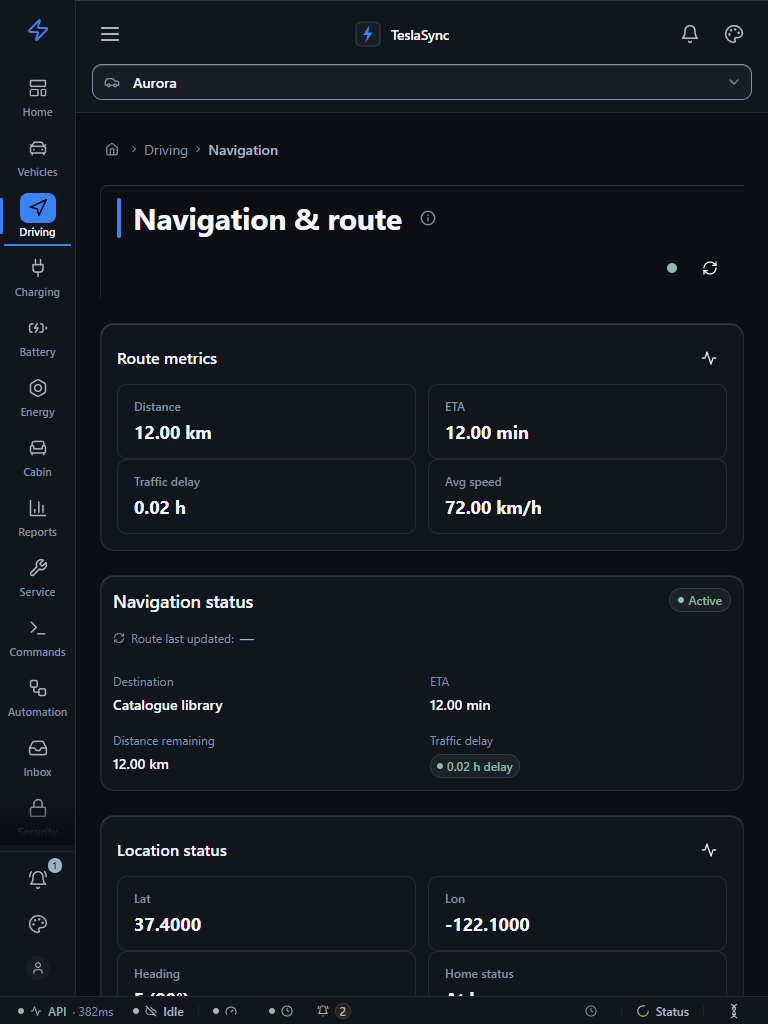 TeslaSync
Aurora
Home
Vehicles
Driving
Charging
Battery
Energy
Cabin
Reports
Service
Commands
Automation
Inbox
Security
1
Driving > Navigation
Navigation & route
Route metrics
Distance
12.00 km
ETA
12.00 min
Traffic delay
0.02 h
Avg speed
72.00 km/h
Navigation status
Active
Route last updated: —
Destination
Catalogue library
ETA
12.00 min
Distance remaining
12.00 km
Traffic delay
0.02 h delay
Location status
Lat
37.4000
Lon
-122.1000
Heading
Home status
API · 382ms
Idle
2
Status